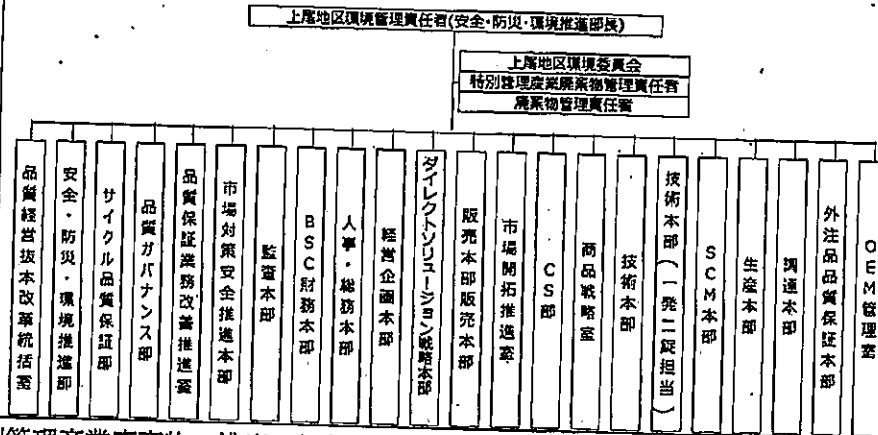 上尾地区環境管理責任者(安全・防災・環境推進部長)
上尾地区環境委員会
特別管理産業廃棄物管理責任者
廃棄物管理責任者
品質経営抜本改革統括室
安全・防災・環境推進部
サイクル品質保証部
品質ガバナンス部
品質保証業務改善推進室
市場対策安全推進本部
監査本部
BSC財務本部
人事・総務本部
経営企画本部
ダイレクトソリュージョン戦略本部
販売本部販売本部
市場開拓推進室
CS部
商品戦略室
技術本部
技術本部(一発二錠担当)
SCM本部
生産本部
調達本部
外注品品質保証本部
OEM管理室